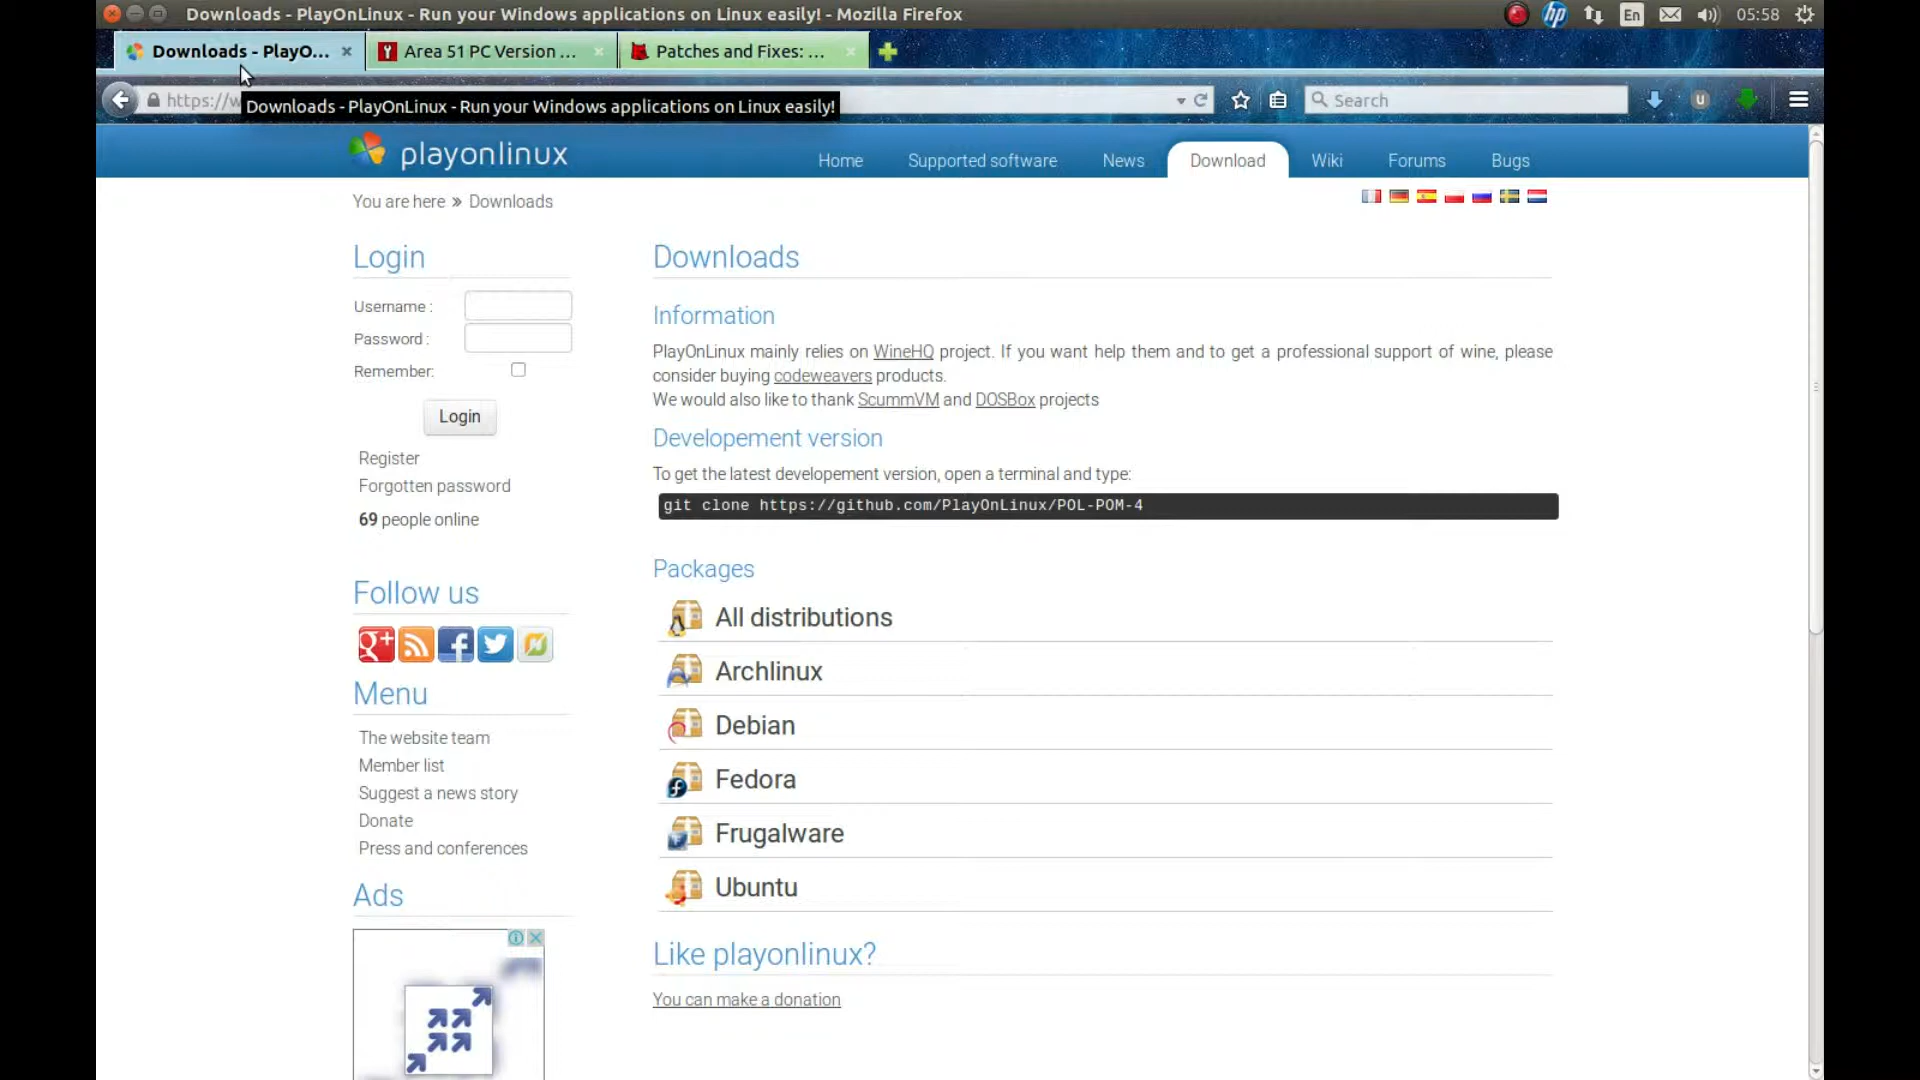 Downloads - PlayOnLinux - Run your Windows applications on Linux easily! - Mozilla Firefox
hp
En
05:58
Downloads - PlayO...
Area 51 PC Version ...
Patches and Fixes: ...
https://w
Downloads - PlayOnLinux - Run your Windows applications on Linux easily!
Search
playonlinux
Home
Supported software
News
Download
Wiki
Forums
Bugs
You are here » Downloads
Login
Username :
Password :
Remember:
Login
Register
Forgotten password
69 people online
Follow us
g+
f
Menu
The website team
Member list
Suggest a news story
Donate
Press and conferences
Ads
Downloads
Information
PlayOnLinux mainly relies on WineHQ project. If you want help them and to get a professional support of wine, please
consider buying codeweavers products.
We would also like to thank ScummVM and DOSBox projects
Developement version
To get the latest developement version, open a terminal and type:
git clone https://github.com/PlayOnLinux/POL-POM-4
Packages
All distributions
Archlinux
Debian
Fedora
Frugalware
Ubuntu
Like playonlinux?
You can make a donation